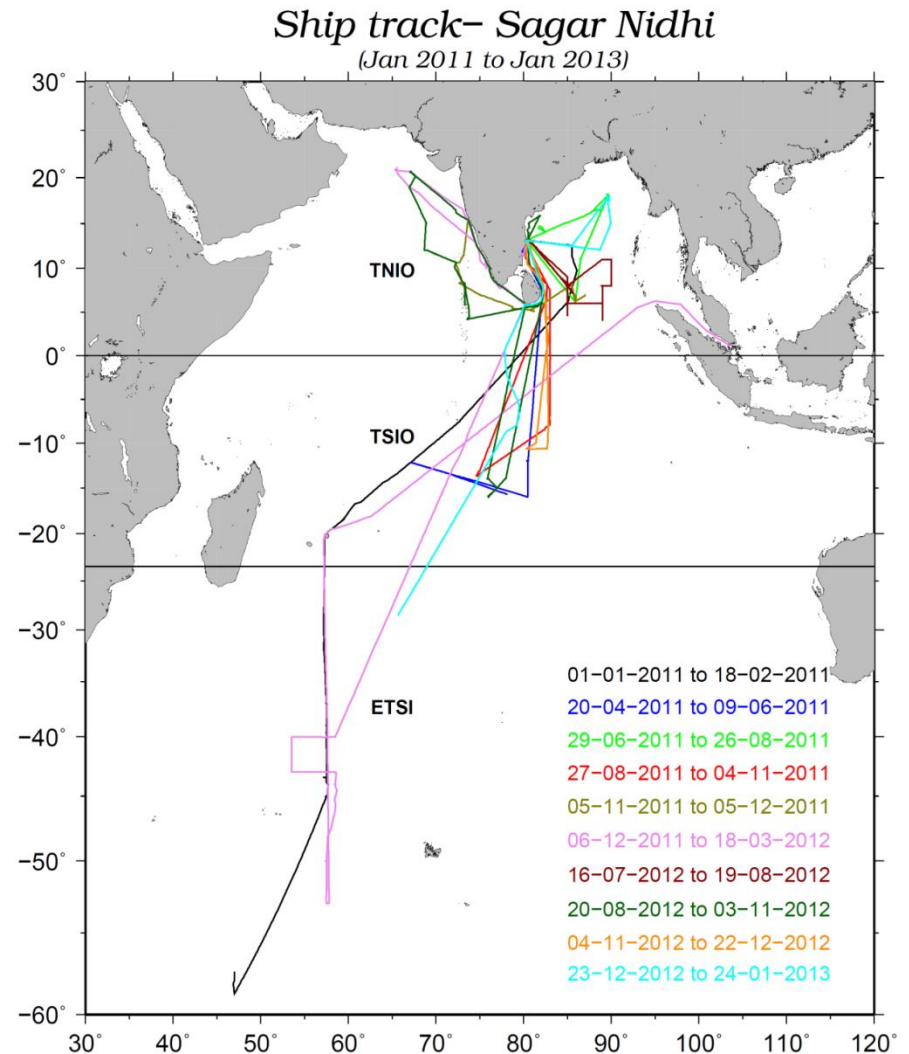 Ship track− Sagar Nidhi
(Jan 2011 to Jan 2013)
30°
20°
TNIO
10°
0°
TSIO
−10°
−20°
−30°
01−01−2011 to 18−02−2011
20−04−2011 to 09−06−2011
ETSI
−40°
29−06−2011 to 26−08−2011
27−08−2011 to 04−11−2011
05−11−2011 to 05−12−2011
06−12−2011 to 18−03−2012
−50°
16−07−2012 to 19−08−2012
20−08−2012 to 03−11−2012
04−11−2012 to 22−12−2012
23−12−2012 to 24−01−2013
−60°
30 40 50 60 70 80 90 100 110 120